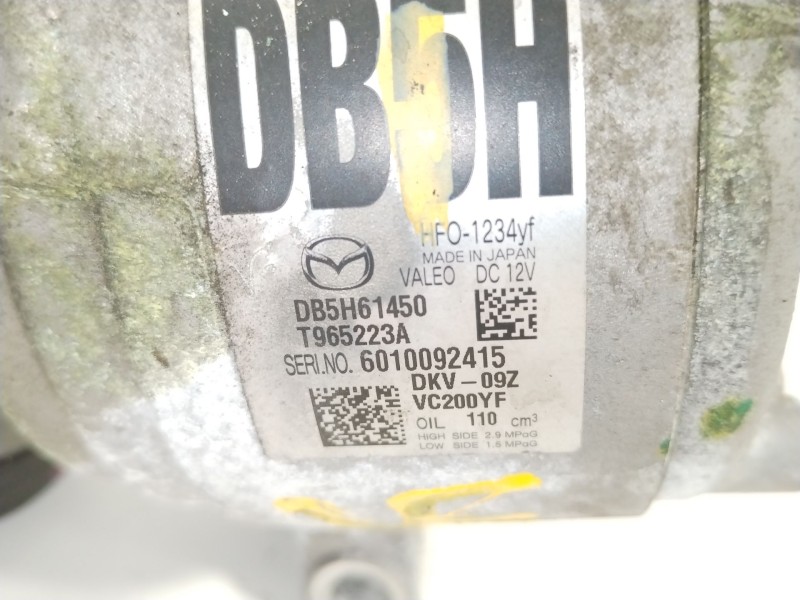 DB5H
HFO-1234yf
MADE IN JAPAN
VALEO DC 12V
DB5H61450
T965223A
SERI.NO. 6010092415
DKV-09Z
VC200YF
OIL 110 cm³
HIGH SIDE 2.9 MPaG
LOW SIDE 1.5 MPaG